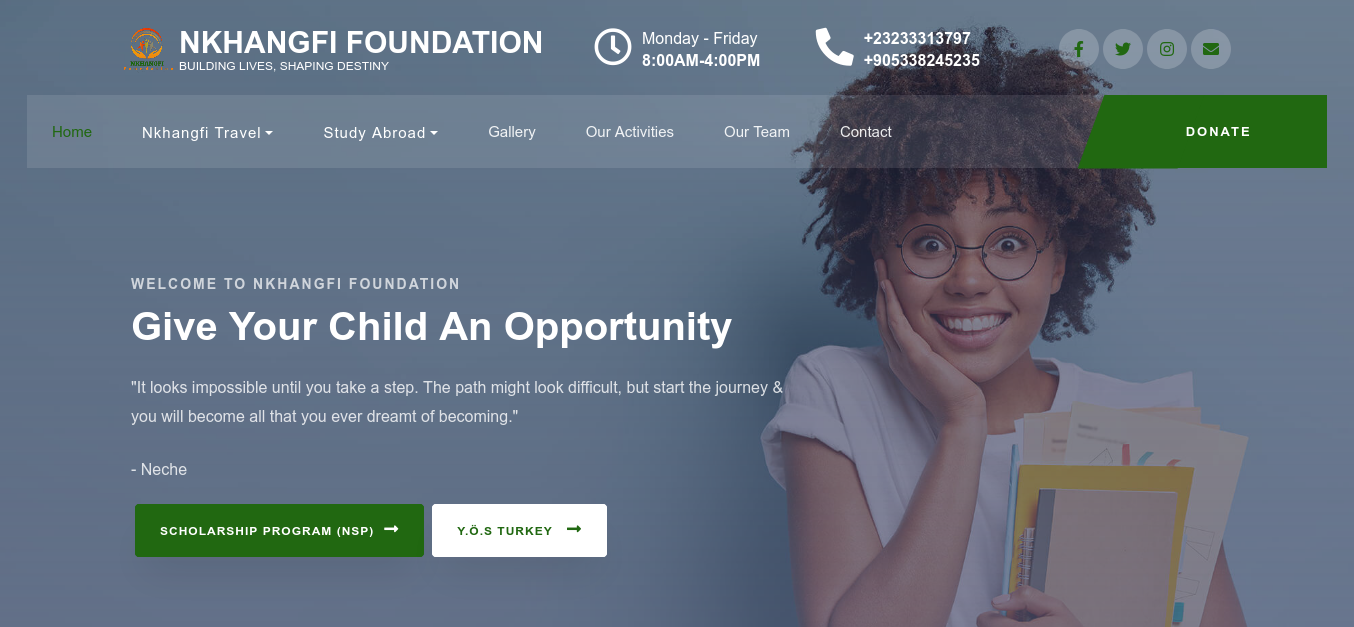 NKHANGFI FOUNDATION
BUILDING LIVES, SHAPING DESTINY
NKHANGFI
Monday - Friday
8:00AM-4:00PM
+23233313797
+905338245235
Home
Nkhangfi Travel
Study Abroad
Gallery
Our Activities
Our Team
Contact
DONATE
WELCOME TO NKHANGFI FOUNDATION
Give Your Child An Opportunity
"It looks impossible until you take a step. The path might look difficult, but start the journey &
you will become all that you ever dreamt of becoming."
- Neche
SCHOLARSHIP PROGRAM (NSP)
Y.Ö.S TURKEY